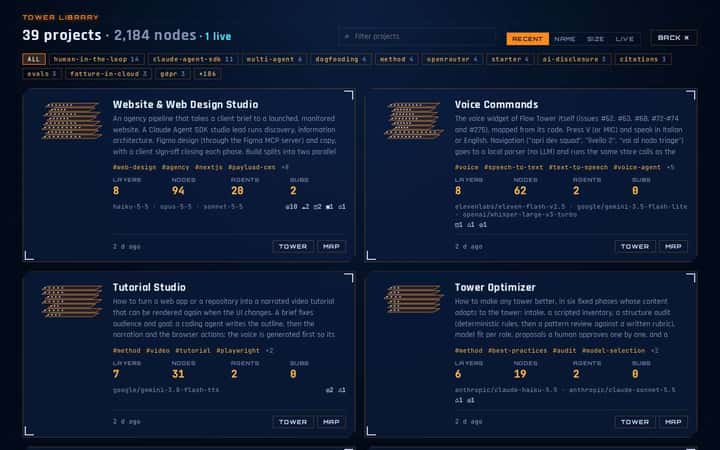 TOWER LIBRARY
39 projects · 2,184 nodes · 1 live
Filter projects
RECENT NAME SIZE LIVE
BACK ×
ALL human-in-the-loop 14 claude-agent-sdk 11 multi-agent 6 dogfooding 4 method 4 openrouter 4 starter 4 ai-disclosure 3 citations 3
evals 3 fatture-in-cloud 3 gdpr 3 +186
Website & Web Design Studio
An agency pipeline that takes a client brief to a launched, monitored
website. A Claude Agent SDK studio lead runs discovery, information
architecture, Figma design (through the Figma MCP server) and copy,
with a client sign-off closing each phase. Build splits into two parallel
#web-design #agency #nextjs #payload-cms +8
LAYERS NODES AGENTS SUBS
8 94 20 2
haiku-5-5 · opus-5-5 · sonnet-5-5
2 d ago
TOWER MAP
Voice Commands
The voice widget of Flow Tower itself (issues #62, #63, #68, #72-#74
and #275), mapped from its code. Press V (or MIC) and speak in Italian
or English. Navigation ("apri dev squad", "livello 2", "vai al nodo triage")
goes to a local parser (no LLM) and runs the same store calls as the
#voice #speech-to-text #text-to-speech #voice-agent +5
LAYERS NODES AGENTS SUBS
8 62 2 0
elevenlabs/eleven-flash-v2.5 · google/gemini-3.5-flash-lite
· openai/whisper-large-v3-turbo
2 d ago
TOWER MAP
Tutorial Studio
How to turn a web app or a repository into a narrated video tutorial
that can be rendered again when the UI changes. A brief fixes
audience and goal; a coding agent writes the outline, then the
narration and the browser actions; the voice is generated first so its
#method #video #tutorial #playwright +2
LAYERS NODES AGENTS SUBS
7 31 2 0
2 d ago
TOWER MAP
Tower Optimizer
How to make any tower better, in six fixed phases whose content
adapts to the tower: intake, a scripted inventory, a structure audit
(deterministic rules, then a pattern review against a written rubric),
model fit per role, proposals a human approves one by one, and a
#method #best-practices #audit #model-selection +3
LAYERS NODES AGENTS SUBS
6 19 2 0
anthropic/claude-haiku-5.5 · anthropic/claude-sonnet-5.5
2 d ago
TOWER MAP